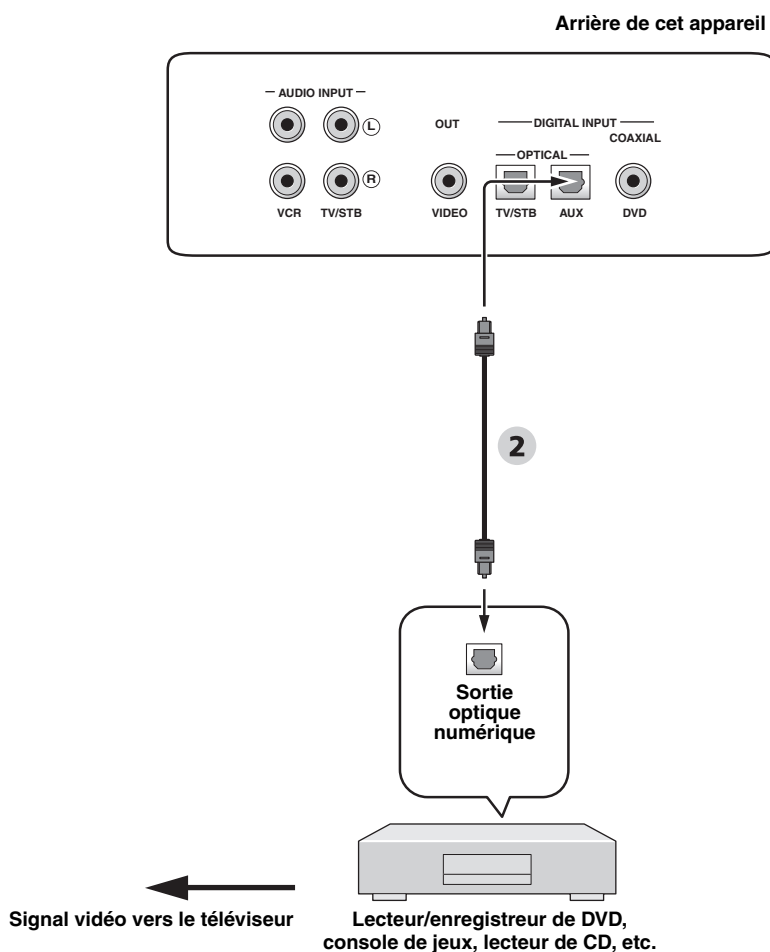 Arrière de cet appareil
AUDIO INPUT
L
OUT
DIGITAL INPUT
COAXIAL
OPTICAL
R
VCR
TV/STB
VIDEO
TV/STB
AUX
DVD
2
Sortie
optique
numérique
Signal vidéo vers le téléviseur
Lecteur/enregistreur de DVD,
console de jeux, lecteur de CD, etc.